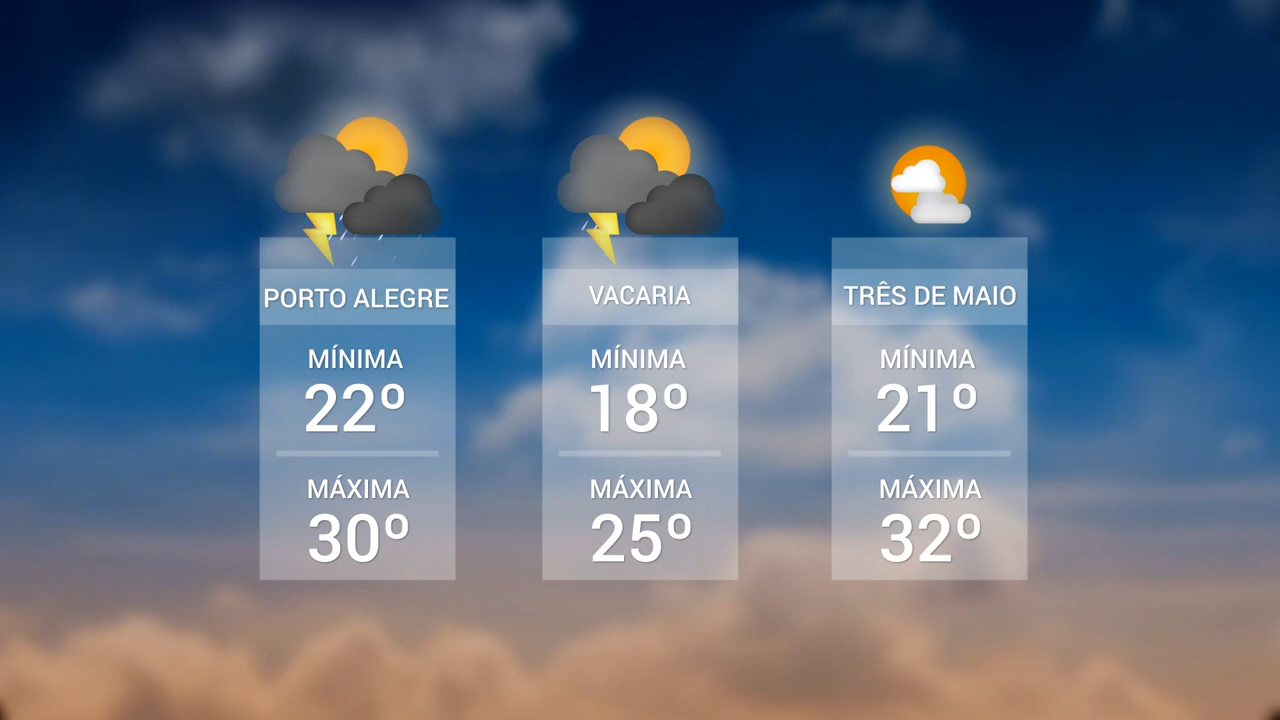 PORTO ALEGRE
MÍNIMA
22º
MÁXIMA
30º
VACARIA
MÍNIMA
18º
MÁXIMA
25º
TRÊS DE MAIO
MÍNIMA
21º
MÁXIMA
32º